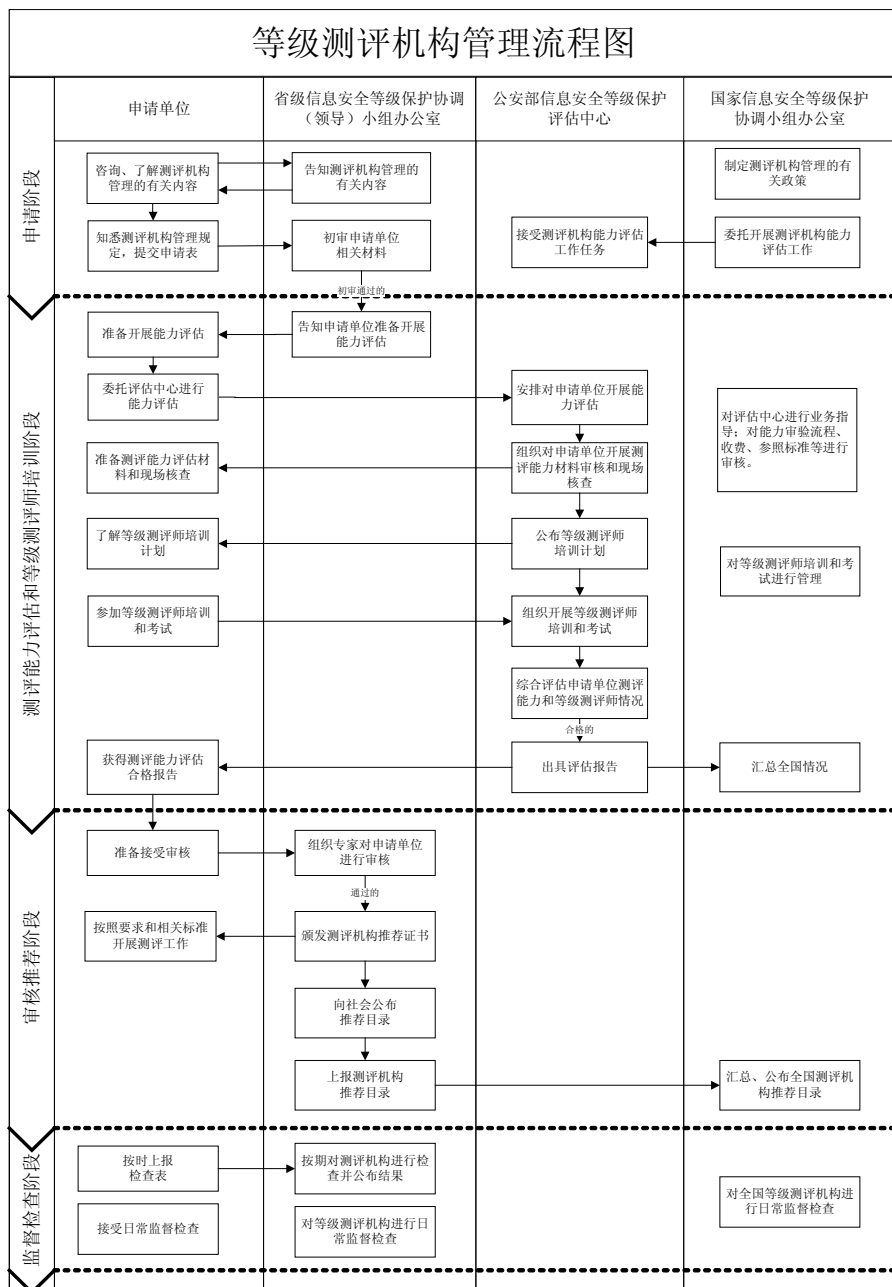 等级测评机构管理流程图
申请单位
省级信息安全等级保护协调
（领导）小组办公室
公安部信息安全等级保护
评估中心
国家信息安全等级保护
协调小组办公室
申请阶段
咨询、了解测评机构
管理的有关内容
告知测评机构管理的
有关内容
制定测评机构管理的有
关政策
知悉测评机构管理规
定，提交申请表
初审申请单位
相关材料
接受测评机构能力评估
工作任务
委托开展测评机构能力
评估工作
初审通过的
测评能力评估和等级测评师培训阶段
准备开展能力评估
告知申请单位准备开展
能力评估
委托评估中心进行
能力评估
安排对申请单位开展能
力评估
对评估中心进行业务指
导；对能力审验流程、
收费、参照标准等进行
审核。
准备测评能力评估材
料和现场核查
组织对申请单位开展测
评能力材料审核和现场
核查
了解等级测评师培训
计划
公布等级测评师
培训计划
对等级测评师培训和考
试进行管理
参加等级测评师培训
和考试
组织开展等级测评师
培训和考试
综合评估申请单位测评
能力和等级测评师情况
合格的
获得测评能力评估
合格报告
出具评估报告
汇总全国情况
审核推荐阶段
准备接受审核
组织专家对申请单位
进行审核
通过的
按照要求和相关标准
开展测评工作
颁发测评机构推荐证书
向社会公布
推荐目录
上报测评机构
推荐目录
汇总、公布全国测评机
构推荐目录
监督检查阶段
按时上报
检查表
按期对测评机构进行检
查并公布结果
对全国等级测评机构进
行日常监督检查
接受日常监督检查
对等级测评机构进行日
常监督检查